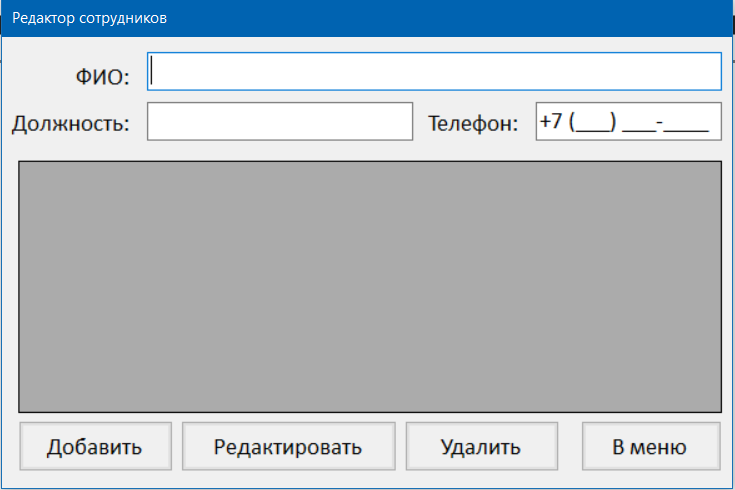 Редактор сотрудников
ФИО:
Должность: Телефон: +7 (___) ___-____
Добавить Редактировать Удалить В меню